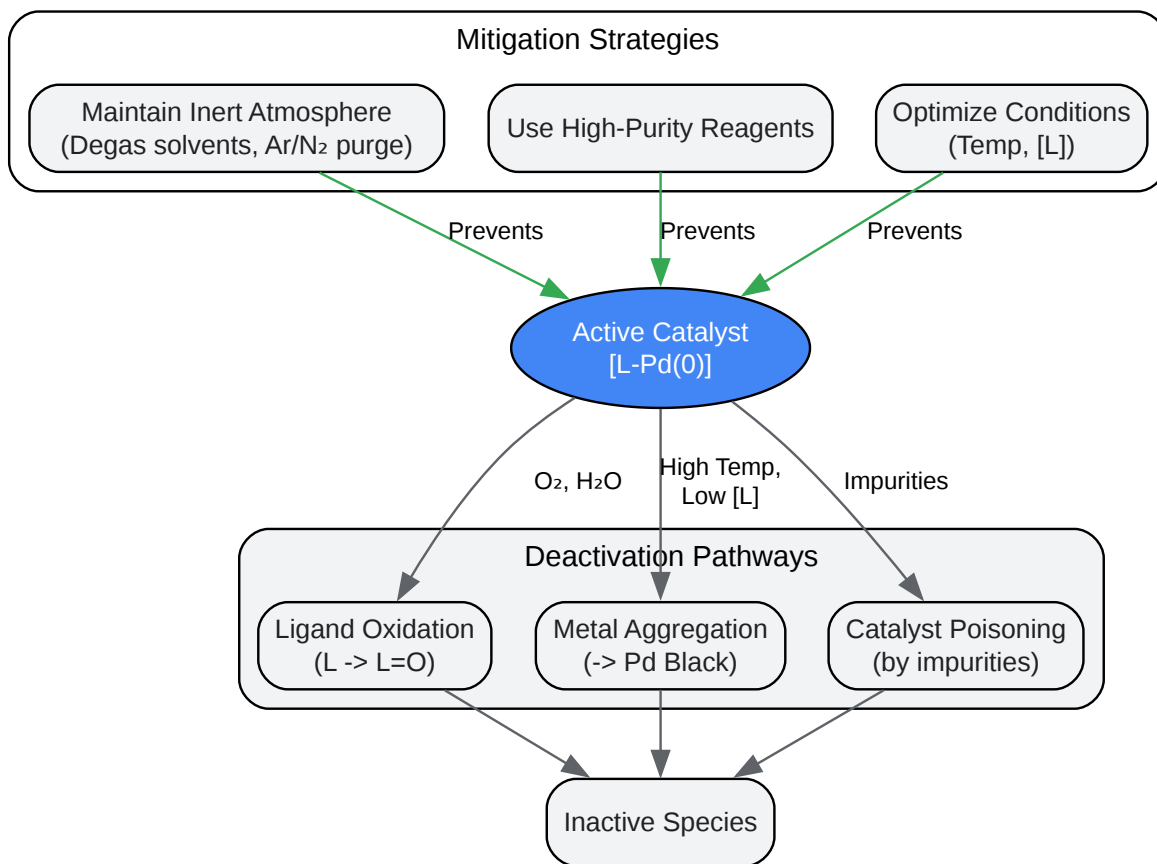 Mitigation Strategies
Maintain Inert Atmosphere
(Degas solvents, Ar/N₂ purge)
Use High-Purity Reagents
Optimize Conditions
(Temp, [L])
Prevents
Prevents
Prevents
Active Catalyst
[L-Pd(0)]
O₂, H₂O
High Temp,
Low [L]
Impurities
Deactivation Pathways
Ligand Oxidation
(L -> L=O)
Metal Aggregation
(-> Pd Black)
Catalyst Poisoning
(by impurities)
Inactive Species